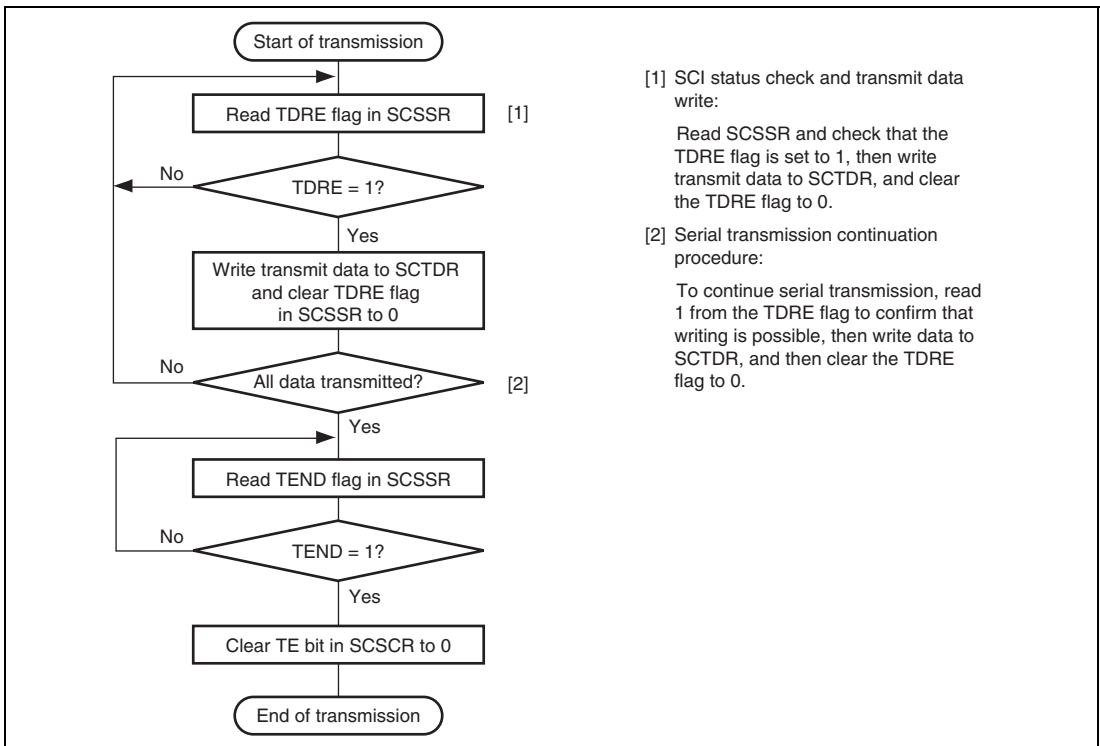 Start of transmission
Read TDRE flag in SCSSR
[1]
No
TDRE = 1?
Yes
Write transmit data to SCTDR
and clear TDRE flag
in SCSSR to 0
No
All data transmitted?
[2]
Yes
Read TEND flag in SCSSR
No
TEND = 1?
Yes
Clear TE bit in SCSCR to 0
End of transmission
[1] SCI status check and transmit data
write:
Read SCSSR and check that the
TDRE flag is set to 1, then write
transmit data to SCTDR, and clear
the TDRE flag to 0.
[2] Serial transmission continuation
procedure:
To continue serial transmission, read
1 from the TDRE flag to confirm that
writing is possible, then write data to
SCTDR, and then clear the TDRE
flag to 0.